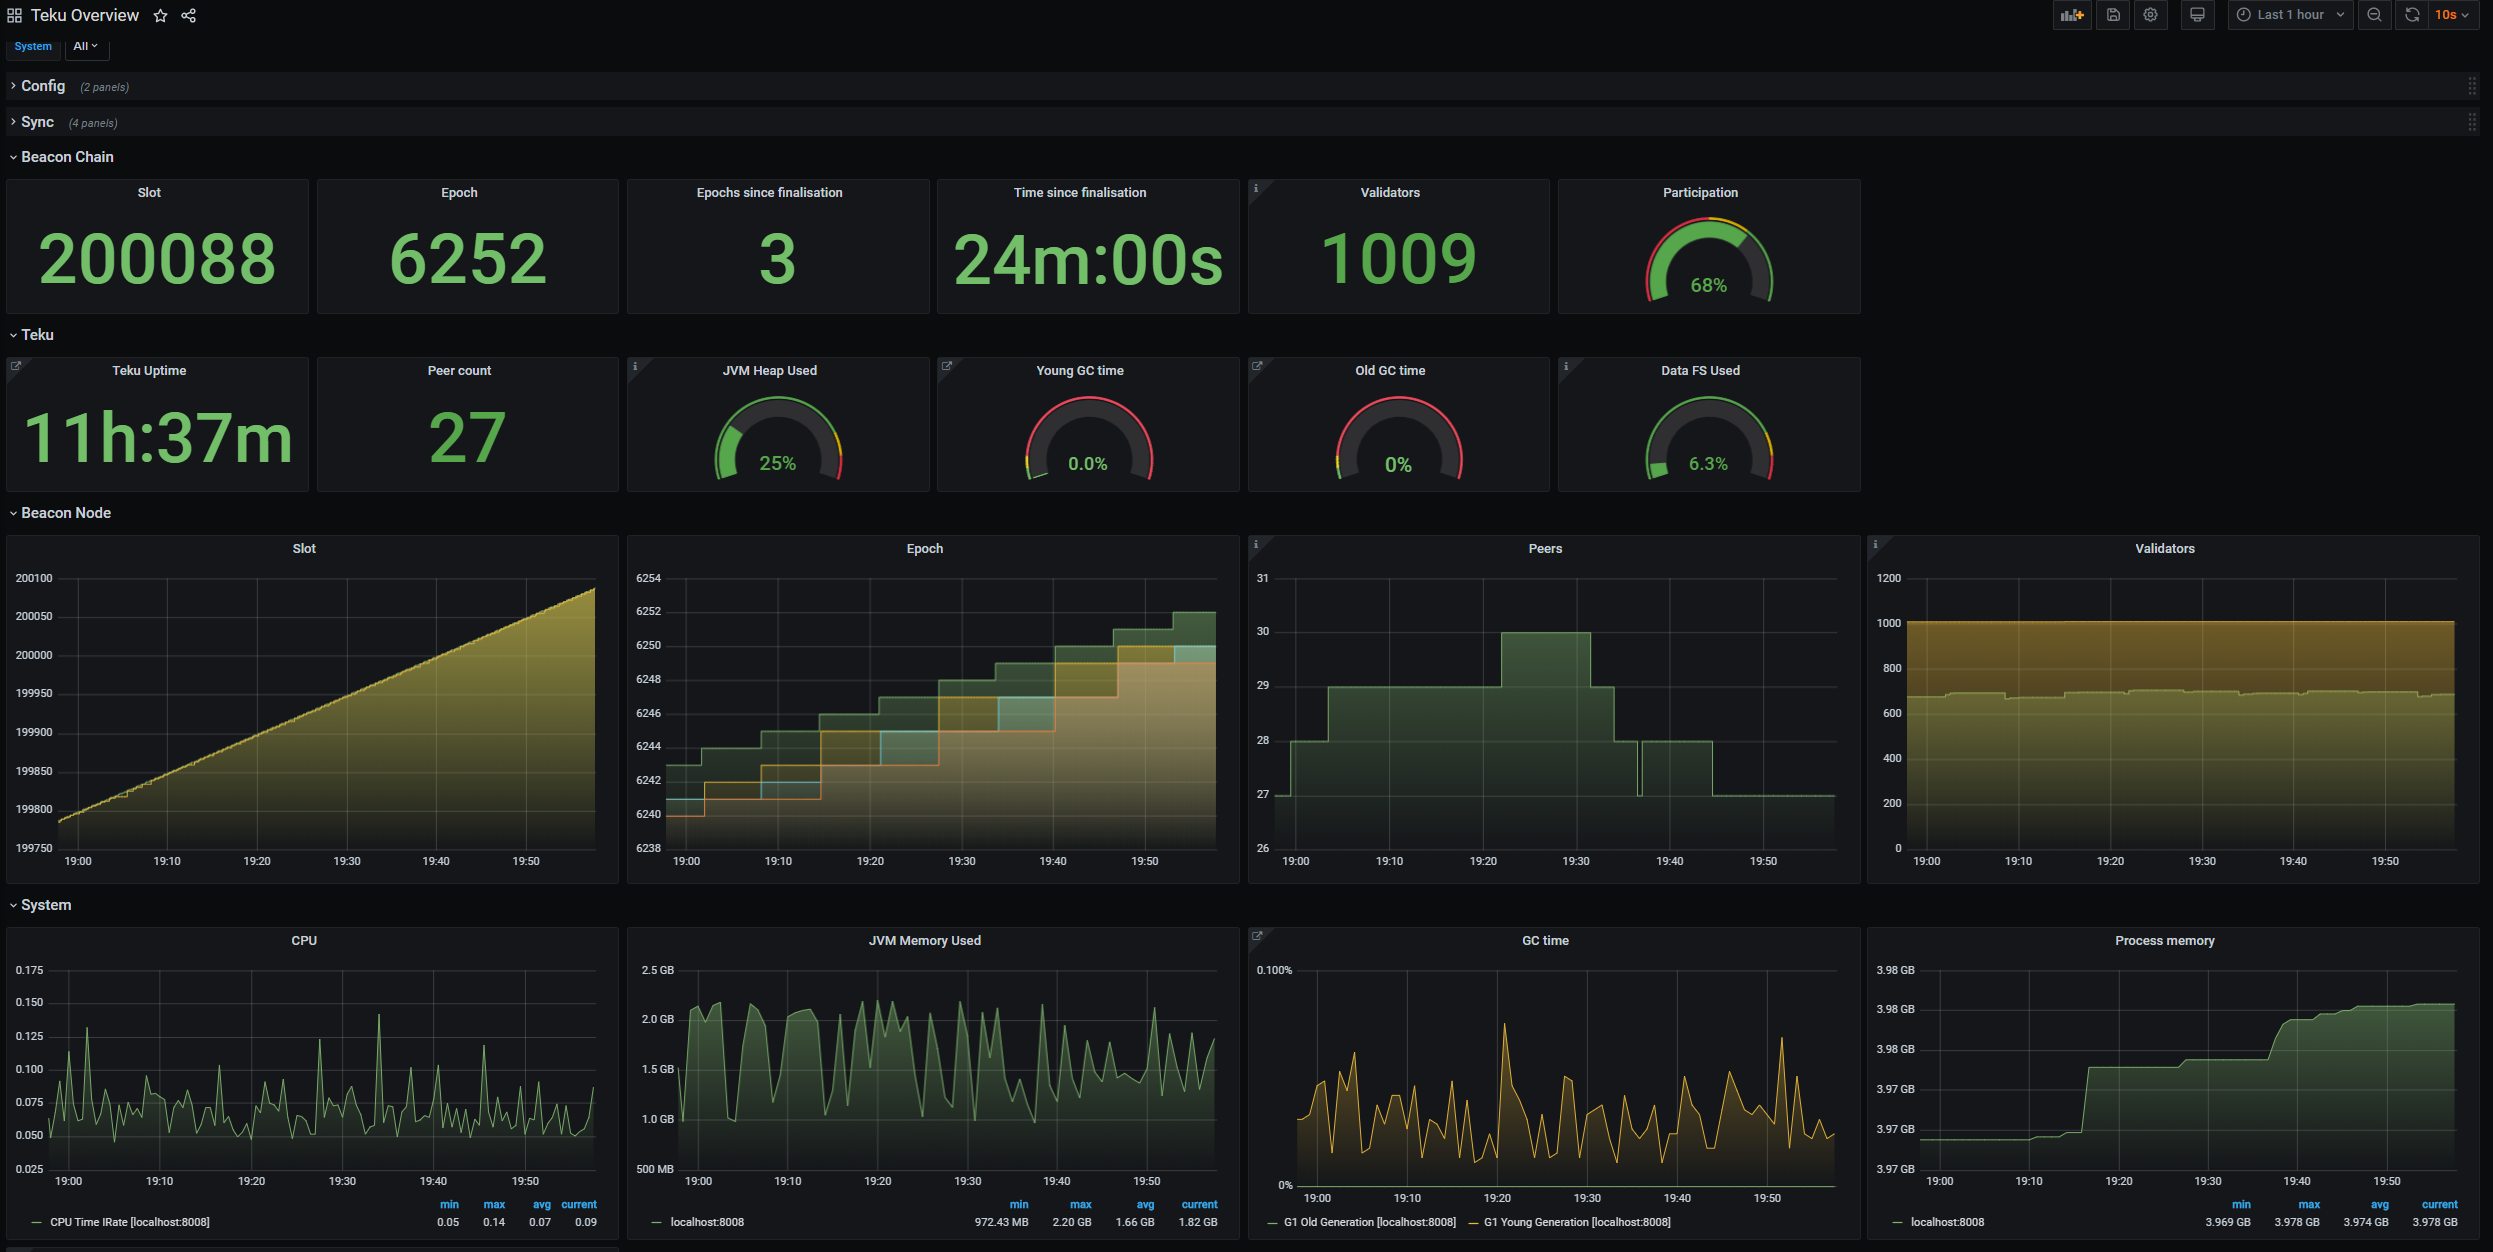 Teku Overview
Last 1 hour
10s
System
All
Config (2 panels)
Sync (4 panels)
Beacon Chain
Slot
200088
Epoch
6252
Epochs since finalisation
3
Time since finalisation
24m:00s
Validators
1009
Participation
68%
Teku
Teku Uptime
11h:37m
Peer count
27
JVM Heap Used
25%
Young GC time
0.0%
Old GC time
0%
Data FS Used
6.3%
Beacon Node
Slot
200100
200050
200000
199950
199900
199850
199800
199750
19:00 19:10 19:20 19:30 19:40 19:50
Epoch
6254
6252
6250
6248
6246
6244
6242
6240
6238
19:00 19:10 19:20 19:30 19:40 19:50
Peers
31
30
29
28
27
26
19:00 19:10 19:20 19:30 19:40 19:50
Validators
1200
1000
800
600
400
200
0
19:00 19:10 19:20 19:30 19:40 19:50
System
CPU
0.175
0.150
0.125
0.100
0.075
0.050
0.025
19:00 19:10 19:20 19:30 19:40 19:50
min max avg current
CPU Time IRate [localhost:8008] 0.05 0.14 0.07 0.09
JVM Memory Used
2.5 GB
2.0 GB
1.5 GB
1.0 GB
500 MB
19:00 19:10 19:20 19:30 19:40 19:50
min max avg current
localhost:8008 972.43 MB 2.20 GB 1.66 GB 1.82 GB
GC time
0.100%
0%
19:00 19:10 19:20 19:30 19:40 19:50
G1 Old Generation [localhost:8008] G1 Young Generation [localhost:8008]
Process memory
3.98 GB
3.98 GB
3.98 GB
3.97 GB
3.97 GB
3.97 GB
19:00 19:10 19:20 19:30 19:40 19:50
min max avg current
localhost:8008 3.969 GB 3.978 GB 3.974 GB 3.978 GB